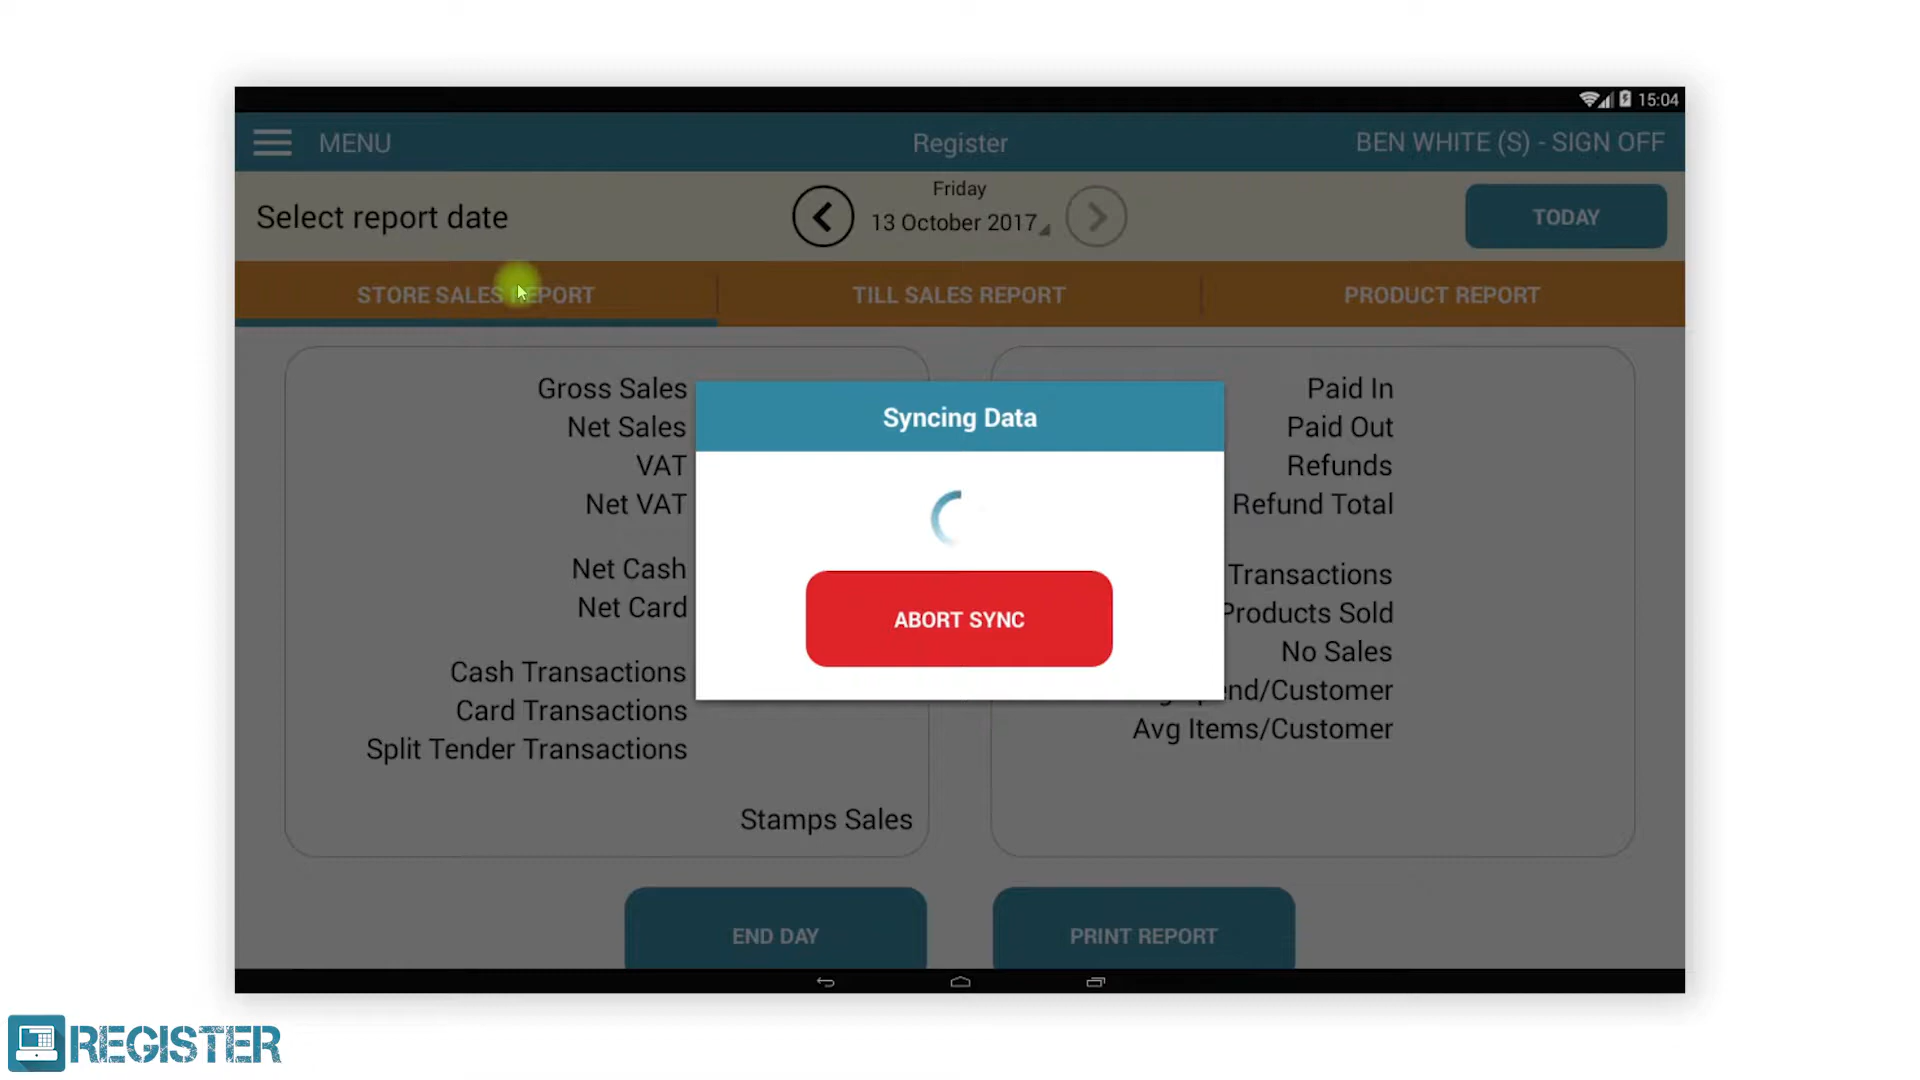 15:04
MENU
Register
BEN WHITE (S) - SIGN OFF
Select report date
Friday
13 October 2017
TODAY
STORE SALES REPORT
TILL SALES REPORT
PRODUCT REPORT
Gross Sales
Net Sales
VAT
Net VAT
Net Cash
Net Card
Cash Transactions
Card Transactions
Split Tender Transactions
Stamps Sales
Syncing Data
ABORT SYNC
Paid In
Paid Out
Refunds
Refund Total
Transactions
Products Sold
No Sales
nd/Customer
Avg Items/Customer
END DAY
PRINT REPORT
REGISTER